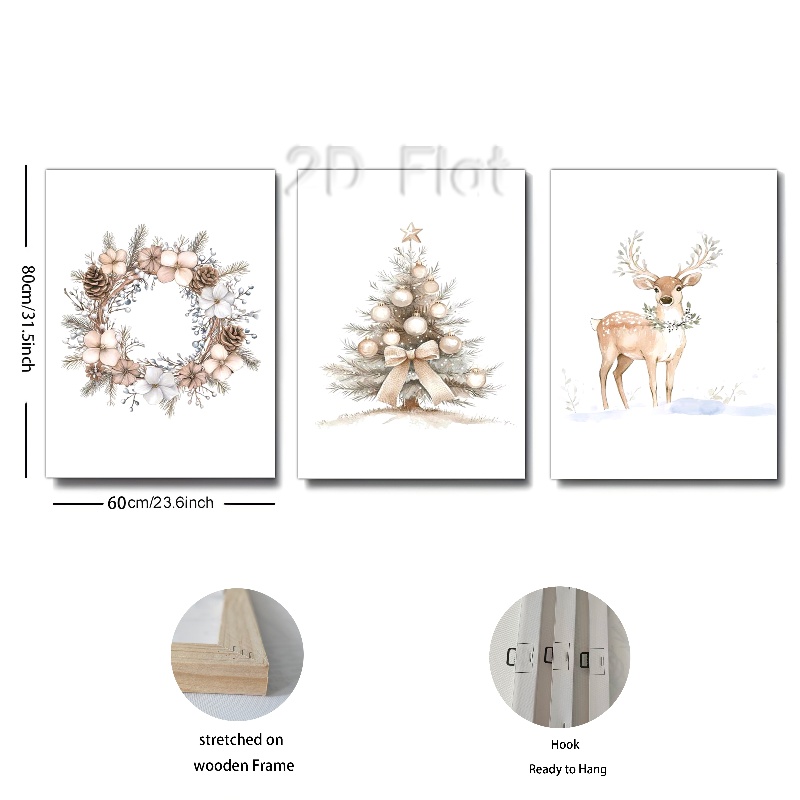 2D Flat
80cm/31.5inch
60cm/23.6inch
stretched on
wooden Frame
Hook
Ready to Hang